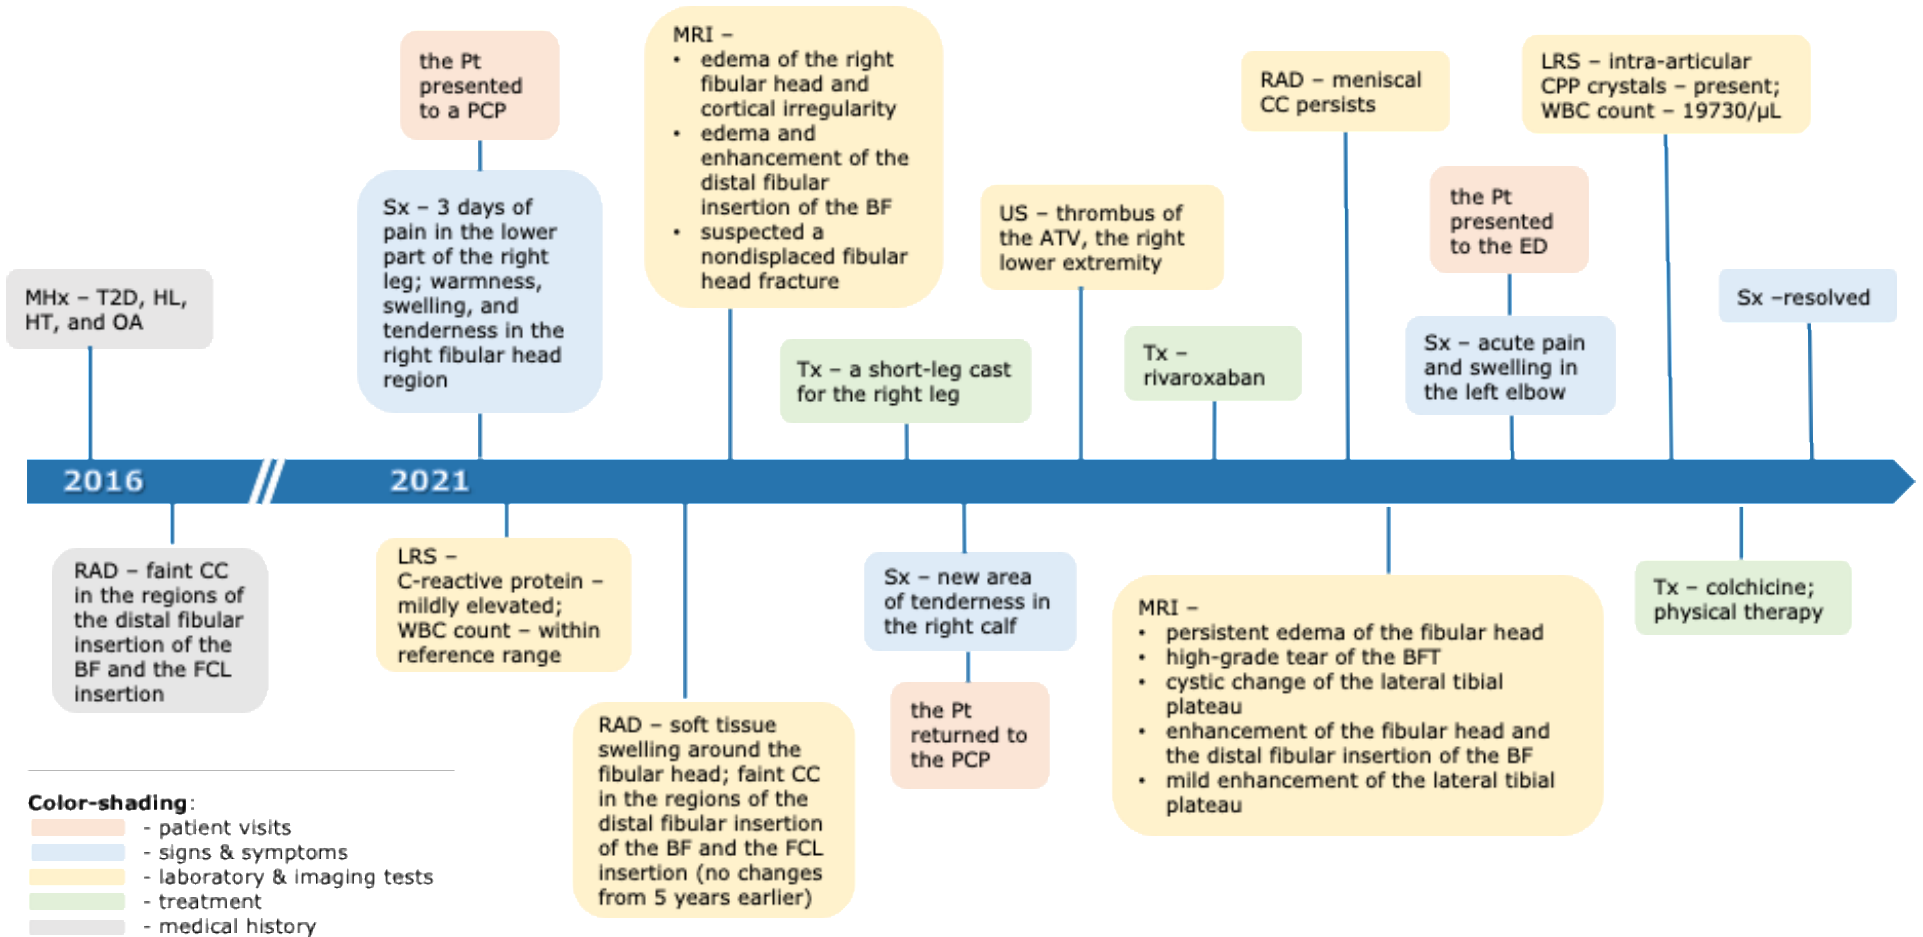 MHx – T2D, HL,
HT, and OA
the Pt
presented
to a PCP
Sx – 3 days of
pain in the lower
part of the right
leg; warmness,
swelling, and
tenderness in the
right fibular head
region
MRI –
• edema of the right
fibular head and
cortical irregularity
• edema and
enhancement of the
distal fibular
insertion of the BF
• suspected a
nondisplaced fibular
head fracture
Tx – a short-leg cast
for the right leg
US – thrombus of
the ATV, the right
lower extremity
Tx –
rivaroxaban
RAD – meniscal
CC persists
the Pt
presented
to the ED
Sx – acute pain
and swelling in
the left elbow
LRS – intra-articular
CPP crystals – present;
WBC count – 19730/µL
Sx –resolved
2016
2021
RAD – faint CC
in the regions of
the distal fibular
insertion of the
BF and the FCL
insertion
LRS –
C-reactive protein –
mildly elevated;
WBC count – within
reference range
RAD – soft tissue
swelling around the
fibular head; faint CC
in the regions of the
distal fibular insertion
of the BF and the FCL
insertion (no changes
from 5 years earlier)
Sx – new area
of tenderness in
the right calf
the Pt
returned to
the PCP
MRI –
• persistent edema of the fibular head
• high-grade tear of the BFT
• cystic change of the lateral tibial
plateau
• enhancement of the fibular head and
the distal fibular insertion of the BF
• mild enhancement of the lateral tibial
plateau
Tx – colchicine;
physical therapy
Color-shading:
- patient visits
- signs & symptoms
- laboratory & imaging tests
- treatment
- medical history